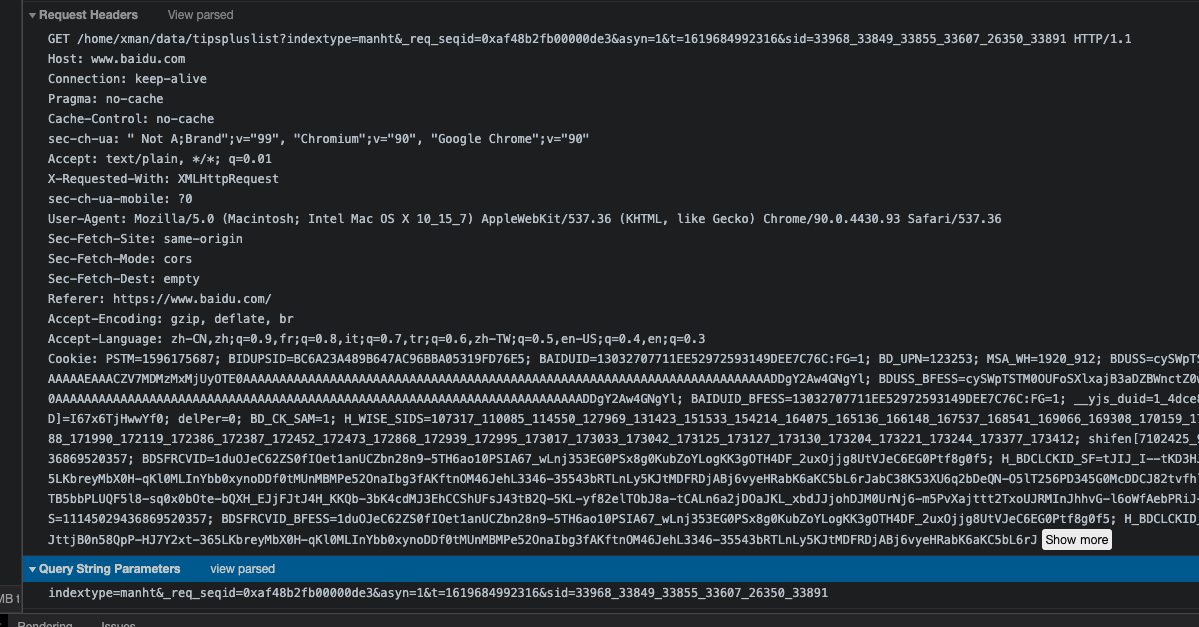 ▾ Request Headers View parsed
GET /home/xman/data/tipspluslist?indextype=manht&_req_seqid=0xaf48b2fb00000de3&asyn=1&t=1619684992316&sid=33968_33849_33855_33607_26350_33891 HTTP/1.1
Host: www.baidu.com
Connection: keep-alive
Pragma: no-cache
Cache-Control: no-cache
sec-ch-ua: " Not A;Brand";v="99", "Chromium";v="90", "Google Chrome";v="90"
Accept: text/plain, */*; q=0.01
X-Requested-With: XMLHttpRequest
sec-ch-ua-mobile: ?0
User-Agent: Mozilla/5.0 (Macintosh; Intel Mac OS X 10_15_7) AppleWebKit/537.36 (KHTML, like Gecko) Chrome/90.0.4430.93 Safari/537.36
Sec-Fetch-Site: same-origin
Sec-Fetch-Mode: cors
Sec-Fetch-Dest: empty
Referer: https://www.baidu.com/
Accept-Encoding: gzip, deflate, br
Accept-Language: zh-CN,zh;q=0.9,fr;q=0.8,it;q=0.7,tr;q=0.6,zh-TW;q=0.5,en-US;q=0.4,en;q=0.3
Cookie: PSTM=1596175687; BIDUPSID=BC6A23A489B647AC96BBA05319FD76E5; BAIDUID=13032707711EE52972593149DEE7C76C:FG=1; BD_UPN=123253; MSA_WH=1920_912; BDUSS=cySWpTS
BDUSS_BFESS=cySWpTSTM0OUFoSXlxajB3aDZBWnctZ0w
BAIDUID_BFESS=13032707711EE52972593149DEE7C76C:FG=1; __yjs_duid=1_4dce8
D]=I67x6TjHwwYf0; delPer=0; BD_CK_SAM=1; H_WISE_SIDS=107317_110085_114550_127969_131423_151533_154214_164075_165136_166148_167537_168541_169066_169308_170159_17
88_171990_172119_172386_172387_172452_172473_172868_172939_172995_173017_173033_173042_173125_173127_173130_173204_173221_173244_173377_173412; shifen[7102425_9
36869520357; BDSFRCVID=1duOJeC62ZS0fIOet1anUCZbn28n9-5TH6ao10PSIA67_wLnj353EG0PSx8g0KubZoYLogKK3gOTH4DF_2uxOjjg8UtVJeC6EG0Ptf8g0f5; H_BDCLCKID_SF=tJIJ_I--tKD3HJ
5LKbreyMbX0H-qKl0MLInYbb0xynoDDf0tMUnMBMPe52OnaIbg3fAKftnOM46JehL3346-35543bRTLnLy5KJtMDFRDjABj6vyeHRabK6aKC5bL6rJabC38K53XU6q2bDeQN-O5lT256PD345G0McDDCJ82tvfh
TB5bbPLUQF5l8-sq0x0bOte-bQXH_EJjFJtJ4H_KKQb-3bK4cdMJ3EhCCShUFsJ43tB2Q-5KL-yf82elTObJ8a-tCALn6a2jDOaJKL_xbdJJjohDJM0UrNj6-m5PvXajttt2TxoUJRMInJhhvG-l6oWfAebPRiJ-
S=11145029436869520357; BDSFRCVID_BFESS=1duOJeC62ZS0fIOet1anUCZbn28n9-5TH6ao10PSIA67_wLnj353EG0PSx8g0KubZoYLogKK3gOTH4DF_2uxOjjg8UtVJeC6EG0Ptf8g0f5; H_BDCLCKID_
JttjB0n58QpP-HJ7Y2xt-365LKbreyMbX0H-qKl0MLInYbb0xynoDDf0tMUnMBMPe52OnaIbg3fAKftnOM46JehL3346-35543bRTLnLy5KJtMDFRDjABj6vyeHRabK6aKC5bL6rJ Show more
▾ Query String Parameters view parsed
indextype=manht&_req_seqid=0xaf48b2fb00000de3&asyn=1&t=1619684992316&sid=33968_33849_33855_33607_26350_33891
MB t
Rendering Issues